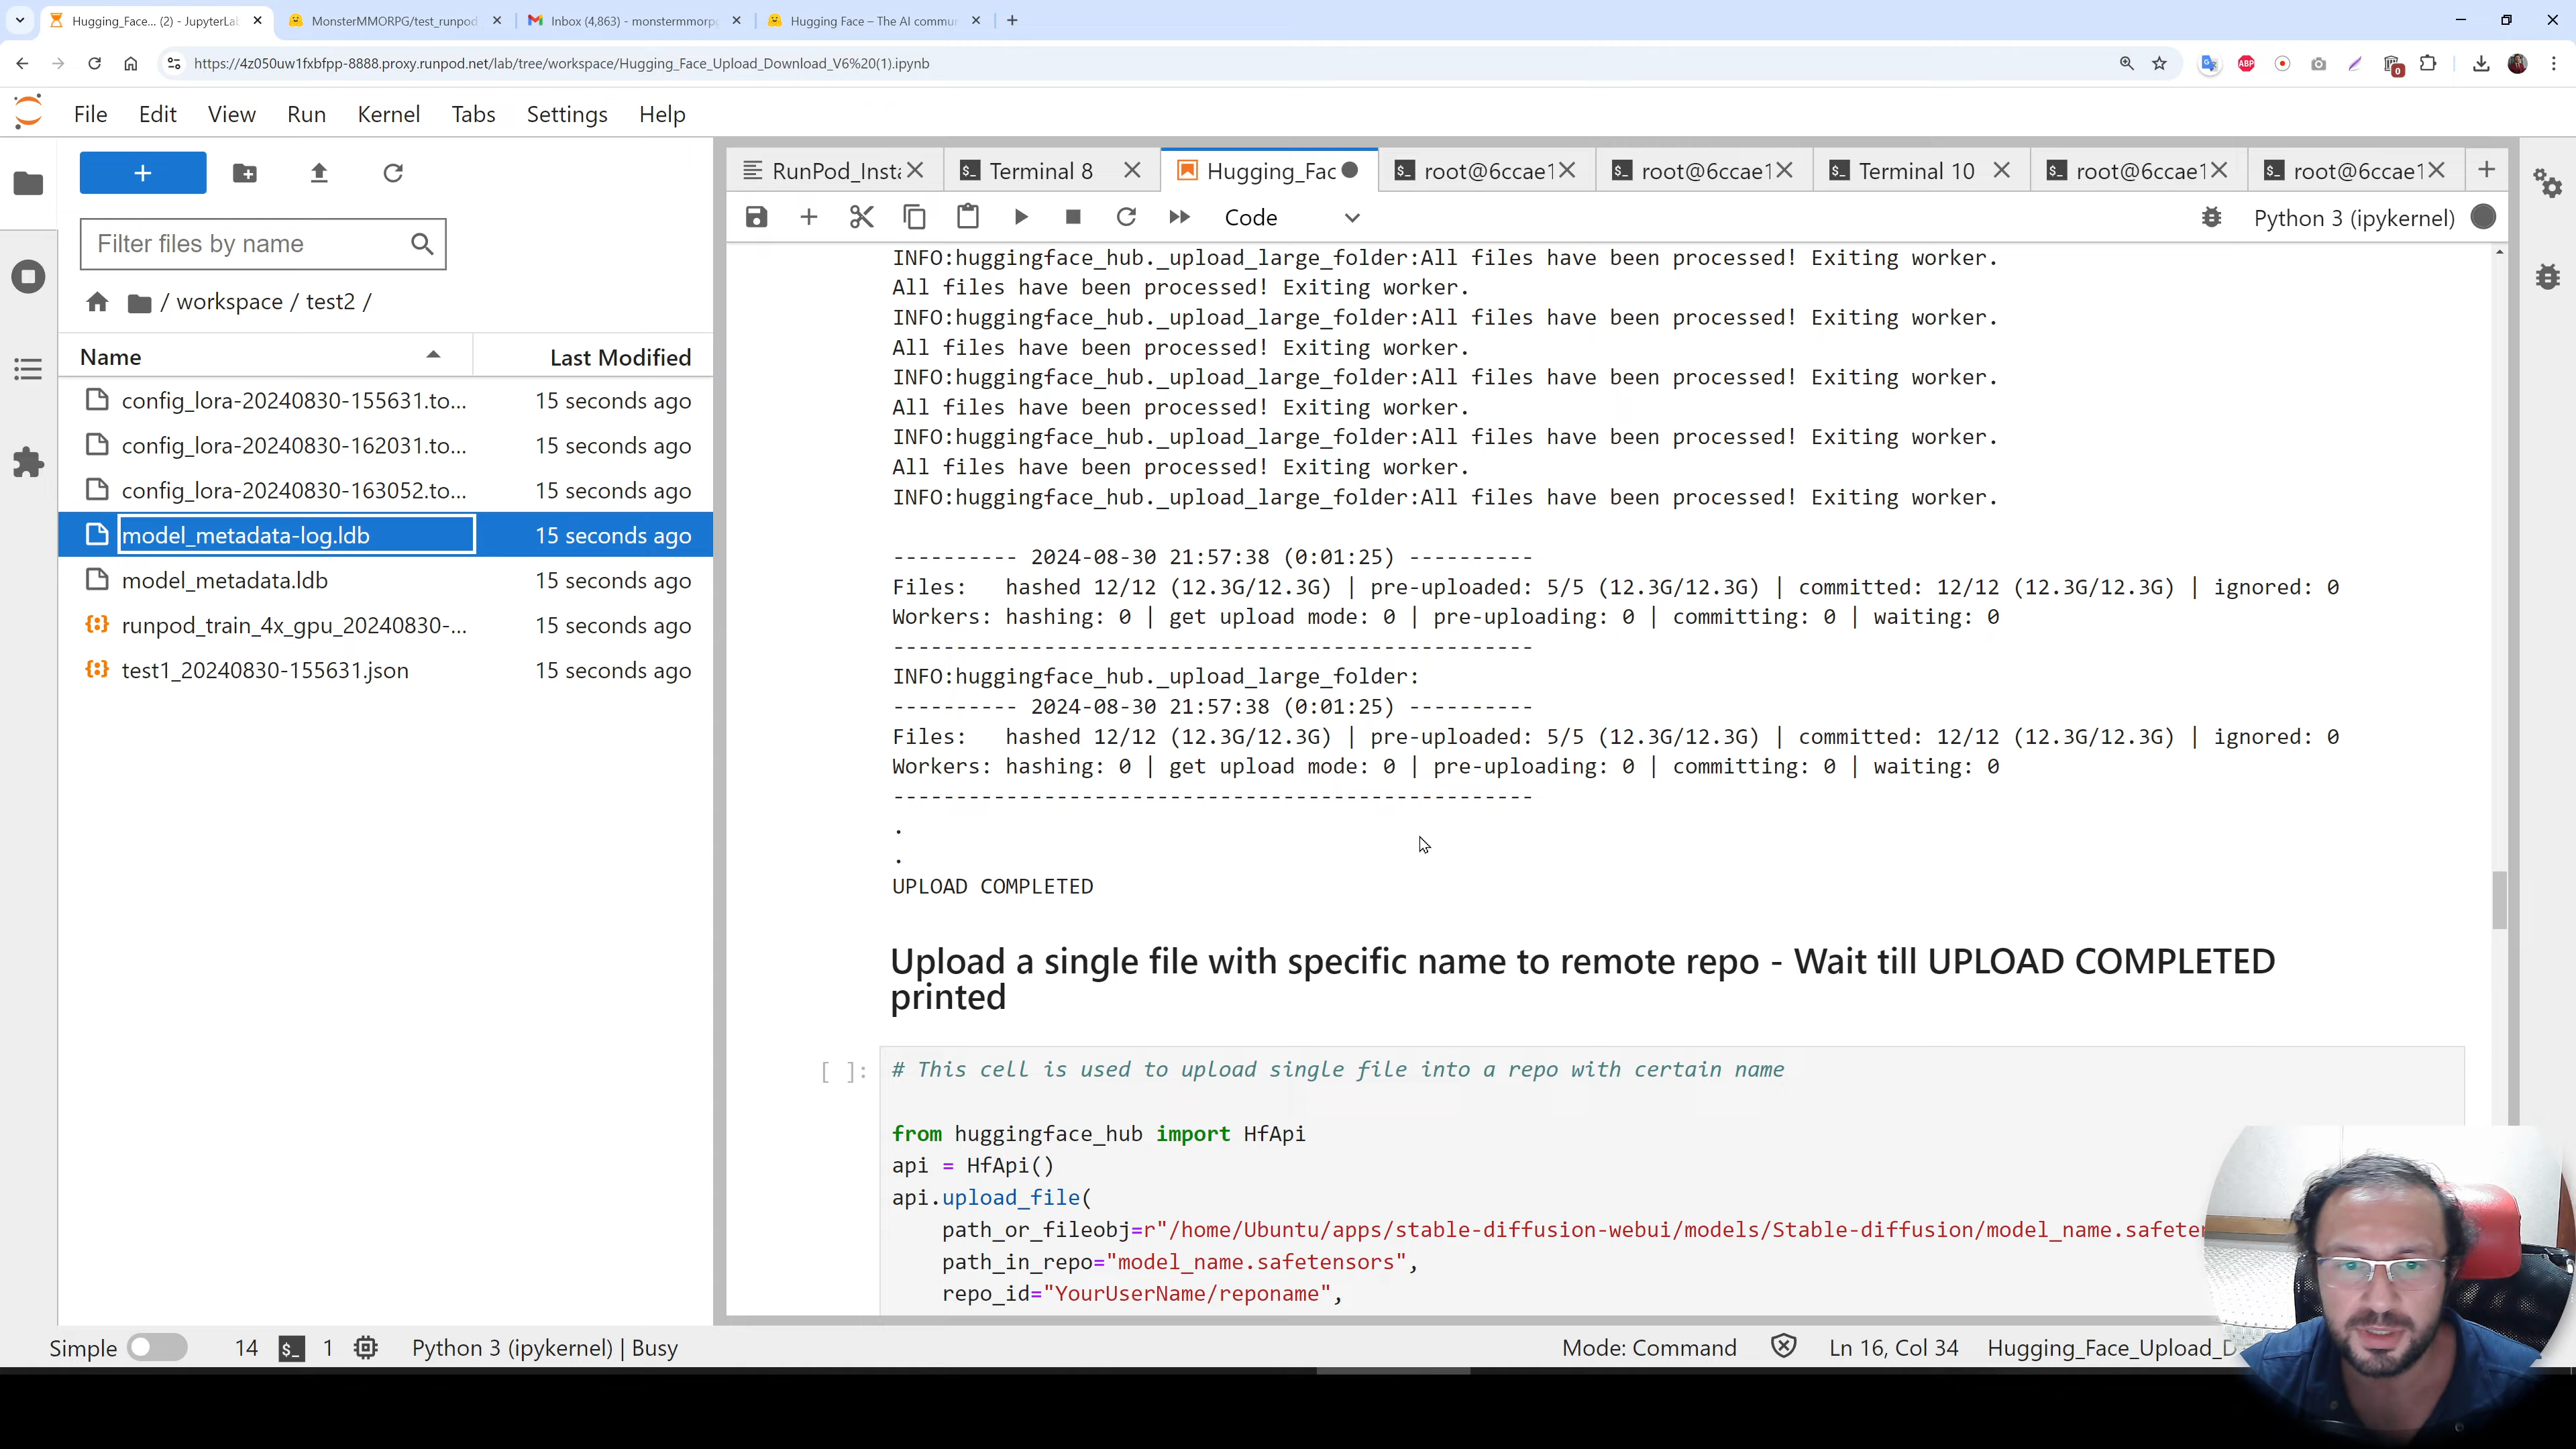 Hugging_Face... (2) - JupyterLab
MonsterMMORPG/test_runpod
Inbox (4,863) - monstermmorpg
Hugging Face – The AI commun
https://4z050uw1fxbfpp-8888.proxy.runpod.net/lab/tree/workspace/Hugging_Face_Upload_Download_V6%20(1).ipynb
ABP
0
File Edit View Run Kernel Tabs Settings Help
RunPod_Insta
Terminal 8
Hugging_Fac
root@6ccae1
root@6ccae1
Terminal 10
root@6ccae1
root@6ccae1
Code
Python 3 (ipykernel)
Filter files by name
/ workspace / test2 /
Name Last Modified
config_lora-20240830-155631.to... 15 seconds ago
config_lora-20240830-162031.to... 15 seconds ago
config_lora-20240830-163052.to... 15 seconds ago
model_metadata-log.ldb 15 seconds ago
model_metadata.ldb 15 seconds ago
runpod_train_4x_gpu_20240830-... 15 seconds ago
test1_20240830-155631.json 15 seconds ago
INFO:huggingface_hub._upload_large_folder:All files have been processed! Exiting worker.
All files have been processed! Exiting worker.
INFO:huggingface_hub._upload_large_folder:All files have been processed! Exiting worker.
All files have been processed! Exiting worker.
INFO:huggingface_hub._upload_large_folder:All files have been processed! Exiting worker.
All files have been processed! Exiting worker.
INFO:huggingface_hub._upload_large_folder:All files have been processed! Exiting worker.
All files have been processed! Exiting worker.
INFO:huggingface_hub._upload_large_folder:All files have been processed! Exiting worker.
---------- 2024-08-30 21:57:38 (0:01:25) ----------
Files:   hashed 12/12 (12.3G/12.3G) | pre-uploaded: 5/5 (12.3G/12.3G) | committed: 12/12 (12.3G/12.3G) | ignored: 0
Workers: hashing: 0 | get upload mode: 0 | pre-uploading: 0 | committing: 0 | waiting: 0
---------------------------------------------------
INFO:huggingface_hub._upload_large_folder:
---------- 2024-08-30 21:57:38 (0:01:25) ----------
Files:   hashed 12/12 (12.3G/12.3G) | pre-uploaded: 5/5 (12.3G/12.3G) | committed: 12/12 (12.3G/12.3G) | ignored: 0
Workers: hashing: 0 | get upload mode: 0 | pre-uploading: 0 | committing: 0 | waiting: 0
---------------------------------------------------
.
.
UPLOAD COMPLETED
Upload a single file with specific name to remote repo - Wait till UPLOAD COMPLETED
printed
[ ]:
# This cell is used to upload single file into a repo with certain name
from huggingface_hub import HfApi
api = HfApi()
api.upload_file(
path_or_fileobj=r"/home/Ubuntu/apps/stable-diffusion-webui/models/Stable-diffusion/model_name.safeten
path_in_repo="model_name.safetensors",
repo_id="YourUserName/reponame",
Simple 14 1 Python 3 (ipykernel) | Busy Mode: Command Ln 16, Col 34 Hugging_Face_Upload_D